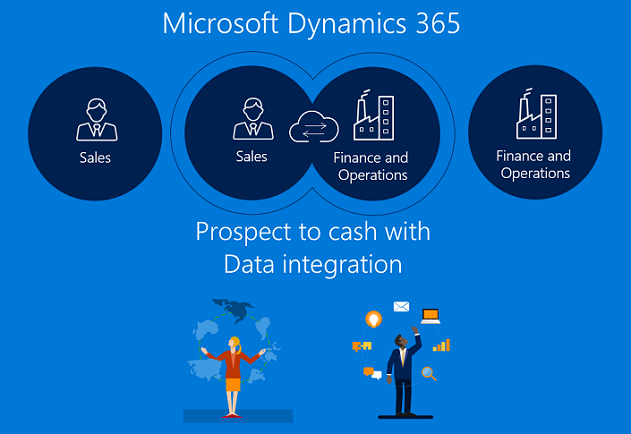 Microsoft Dynamics 365
Sales
Sales
Finance and
Operations
Finance and
Operations
Prospect to cash with
Data integration